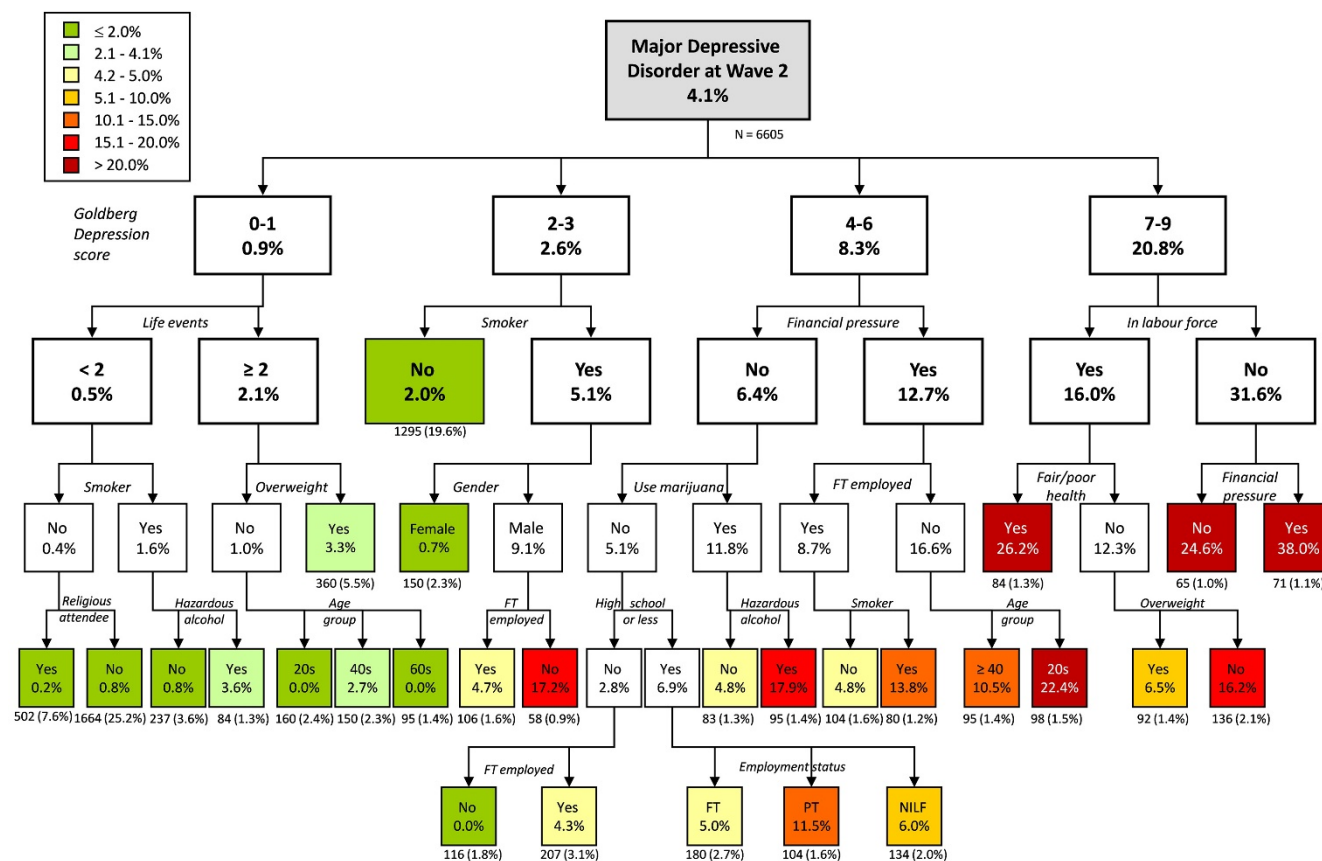 ≤ 2.0%
2.1 - 4.1%
4.2 - 5.0%
5.1 - 10.0%
10.1 - 15.0%
15.1 - 20.0%
> 20.0%
Major Depressive
Disorder at Wave 2
4.1%
N = 6605
Goldberg
Depression
score
0-1
0.9%
2-3
2.6%
4-6
8.3%
7-9
20.8%
Life events
Smoker
Financial pressure
In labour force
< 2
0.5%
≥ 2
2.1%
No
2.0%
1295 (19.6%)
Yes
5.1%
No
6.4%
Yes
12.7%
Yes
16.0%
No
31.6%
Smoker
Overweight
Gender
Use marijuana
FT employed
Fair/poor
health
Financial
pressure
No
0.4%
Yes
1.6%
No
1.0%
Yes
3.3%
360 (5.5%)
Female
0.7%
150 (2.3%)
Male
9.1%
No
5.1%
Yes
11.8%
Yes
8.7%
No
16.6%
Yes
26.2%
84 (1.3%)
No
12.3%
No
24.6%
65 (1.0%)
Yes
38.0%
71 (1.1%)
Religious
attendee
Hazardous
alcohol
Age
group
FT
employed
High school
or less
Hazardous
alcohol
Smoker
Age
group
Overweight
Yes
0.2%
502 (7.6%)
No
0.8%
1664 (25.2%)
No
0.8%
237 (3.6%)
Yes
3.6%
84 (1.3%)
20s
0.0%
160 (2.4%)
40s
2.7%
150 (2.3%)
60s
0.0%
95 (1.4%)
Yes
4.7%
106 (1.6%)
No
17.2%
58 (0.9%)
No
2.8%
Yes
6.9%
No
4.8%
83 (1.3%)
Yes
17.9%
95 (1.4%)
No
4.8%
104 (1.6%)
Yes
13.8%
80 (1.2%)
≥ 40
10.5%
95 (1.4%)
20s
22.4%
98 (1.5%)
Yes
6.5%
92 (1.4%)
No
16.2%
136 (2.1%)
FT employed
Employment status
No
0.0%
116 (1.8%)
Yes
4.3%
207 (3.1%)
FT
5.0%
180 (2.7%)
PT
11.5%
104 (1.6%)
NILF
6.0%
134 (2.0%)